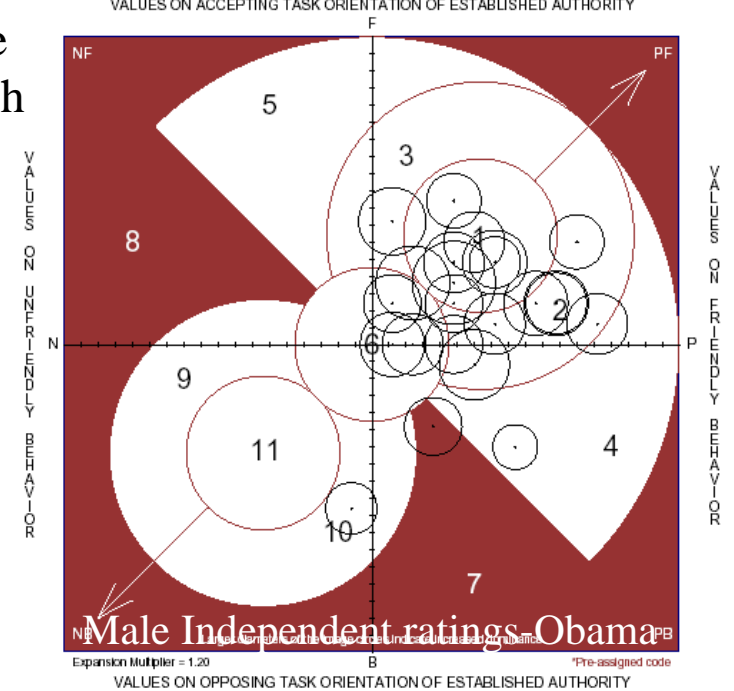 VALUES ON ACCEPTING TASK ORIENTATION OF ESTABLISHED AUTHORITY
F
e
h
NF
PF
5
3
VALUES ON UNFRIENDLY BEHAVIOR
VALUES ON FRIENDLY BEHAVIOR
8
1
2
N
6
P
9
11
4
10
7
NB
Male Independent ratings-Obama
PB
Expansion Multiplier = 1.20
B
*Pre-assigned code
VALUES ON OPPOSING TASK ORIENTATION OF ESTABLISHED AUTHORITY